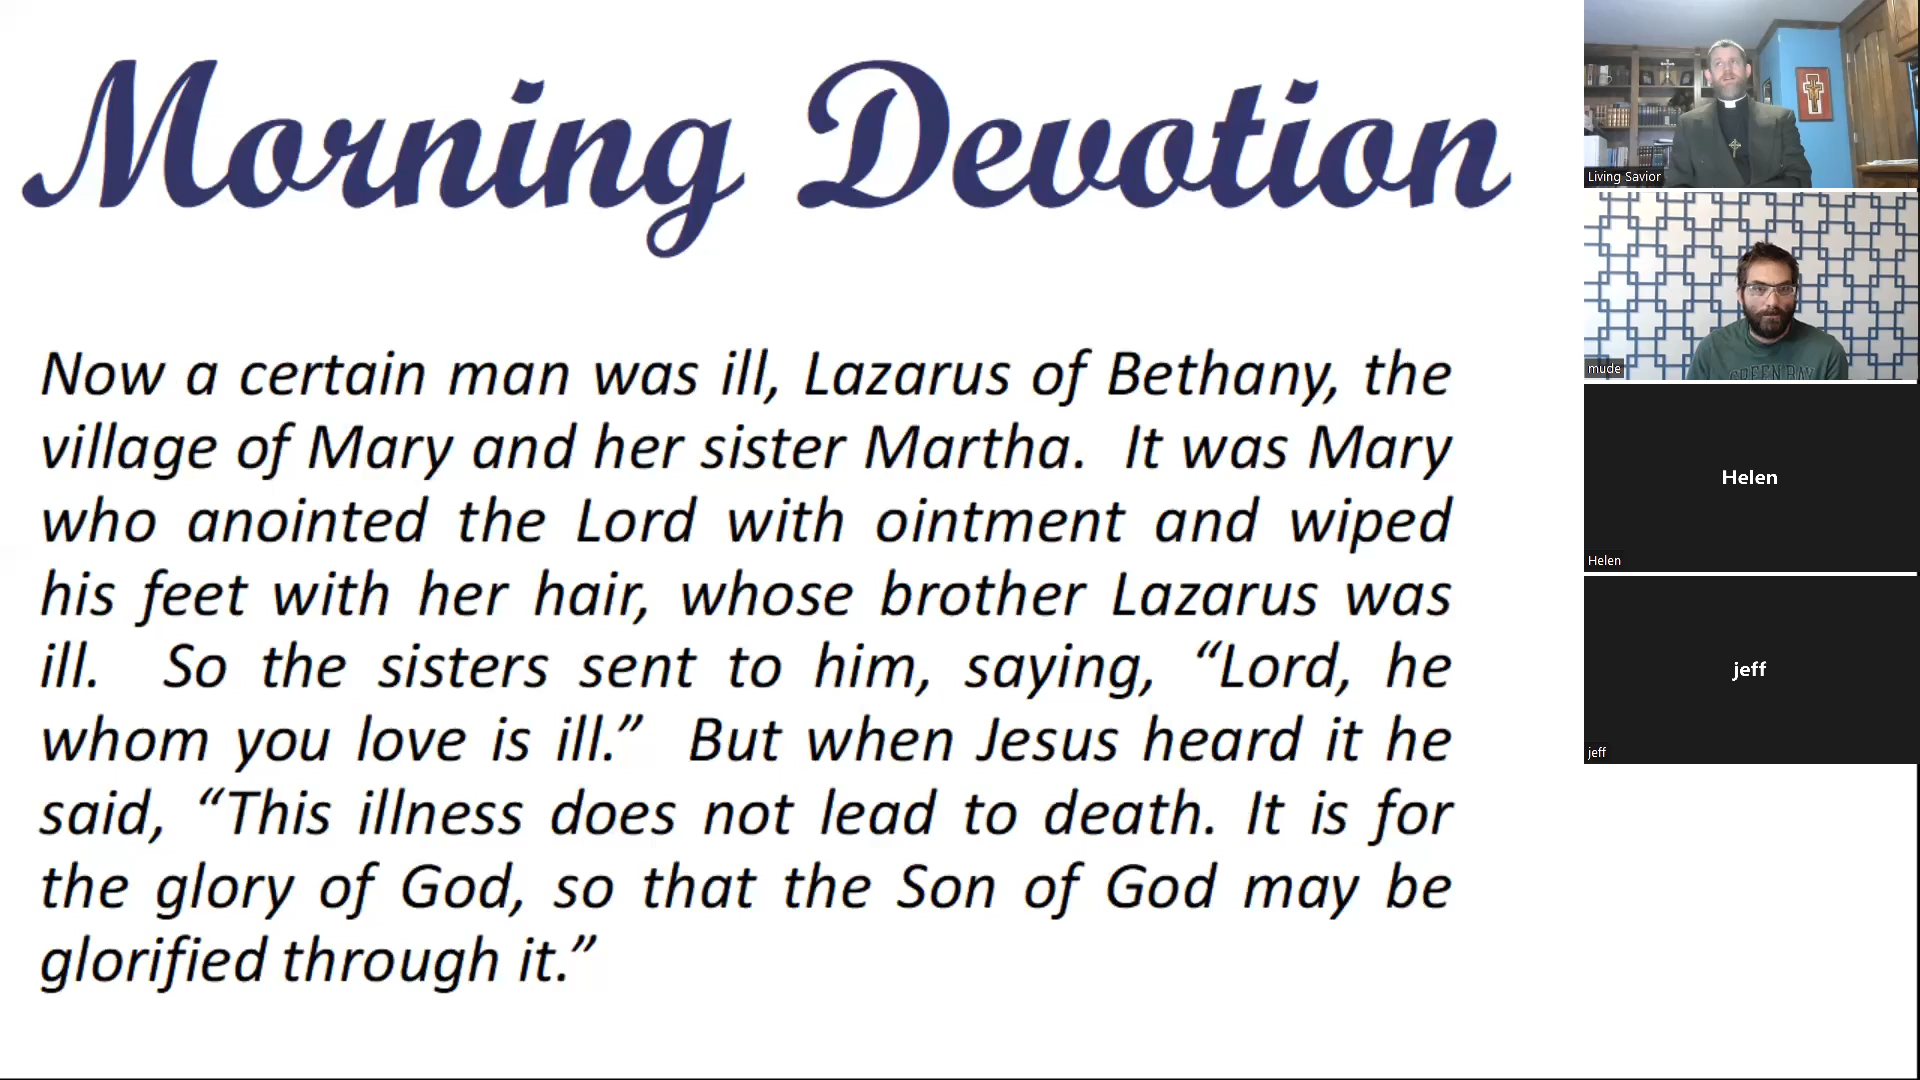 Morning Devotion
Now a certain man was ill, Lazarus of Bethany, the
village of Mary and her sister Martha.  It was Mary
who anointed the Lord with ointment and wiped
his feet with her hair, whose brother Lazarus was
ill.  So the sisters sent to him, saying, “Lord, he
whom you love is ill.”  But when Jesus heard it he
said, “This illness does not lead to death. It is for
the glory of God, so that the Son of God may be
glorified through it.”
Living Savior
GREEN BAY
mude
Helen
Helen
jeff
jeff